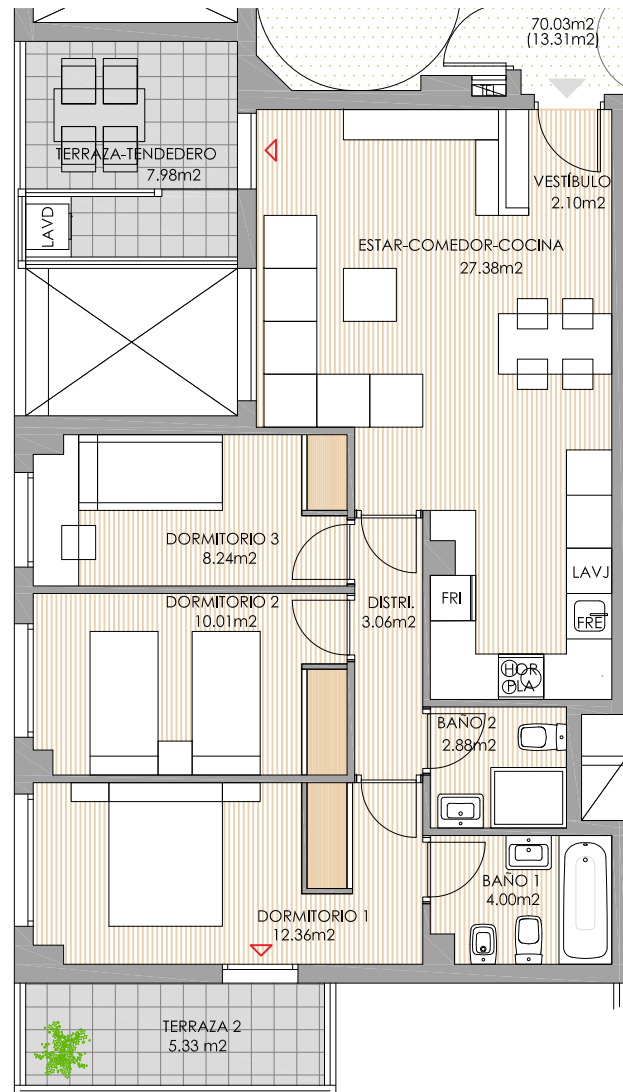 70.03m2
(13.31m2)
TERRAZA-TENDEDERO
7.98m2
VESTÍBULO
2.10m2
LAVD
ESTAR-COMEDOR-COCINA
27.38m2
DORMITORIO 3
8.24m2
LAVJ
DORMITORIO 2
10.01m2
DISTRI.
3.06m2
FRI
FRE
HOR
PLA
BAÑO 2
2.88m2
BAÑO 1
4.00m2
DORMITORIO 1
12.36m2
TERRAZA 2
5.33 m2